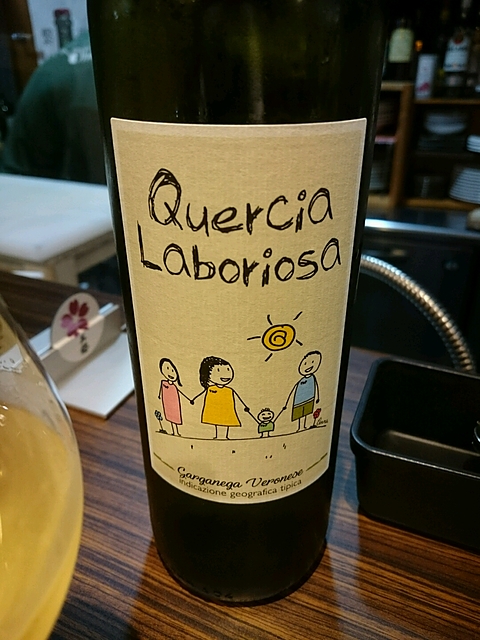 Quercia
Laboriosa
Garganega Veronese
indicazione geografica tipica